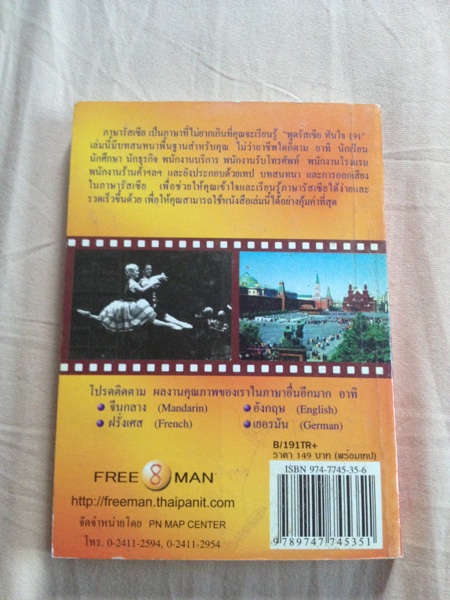 ภาษารัสเซีย เป็นภาษาที่ไม่ยากเกินที่คุณจะเรียนรู้ "พูดรัสเซีย ทันใจ 191"
เล่มนี้มีบทสนทนาพื้นฐานสำหรับคุณ ไม่ว่าอาชีพใดก็ตาม อาทิ นักเรียน
นักศึกษา นักธุรกิจ พนักงานบริการ พนักงานรับโทรศัพท์ พนักงานโรงแรม
พนักงานร้านค้าฯลฯ และยังประกอบด้วยเทป บทสนทนา และการออกเสียง
ในภาษารัสเซีย เพื่อช่วยให้คุณเข้าใจและเรียนรู้ภาษารัสเซียได้ง่ายและ
รวดเร็วขึ้นด้วย เพื่อให้คุณสามารถใช้หนังสือเล่มนี้ได้อย่างคุ้มค่าที่สุด
โปรดติดตาม ผลงานคุณภาพของเราในภาษาอื่นอีกมาก อาทิ
จีนกลาง (Mandarin) อังกฤษ (English)
ฝรั่งเศส (French) เยอรมัน (German)
B/191TR+
ราคา 149 บาท (พร้อมเทป)
ISBN 974-7745-35-6
9789747745351
FREE 8 MAN
http://freeman.thaipanit.com
จัดจำหน่ายโดย PN MAP CENTER
โทร. 0-2411-2594, 0-2411-2954